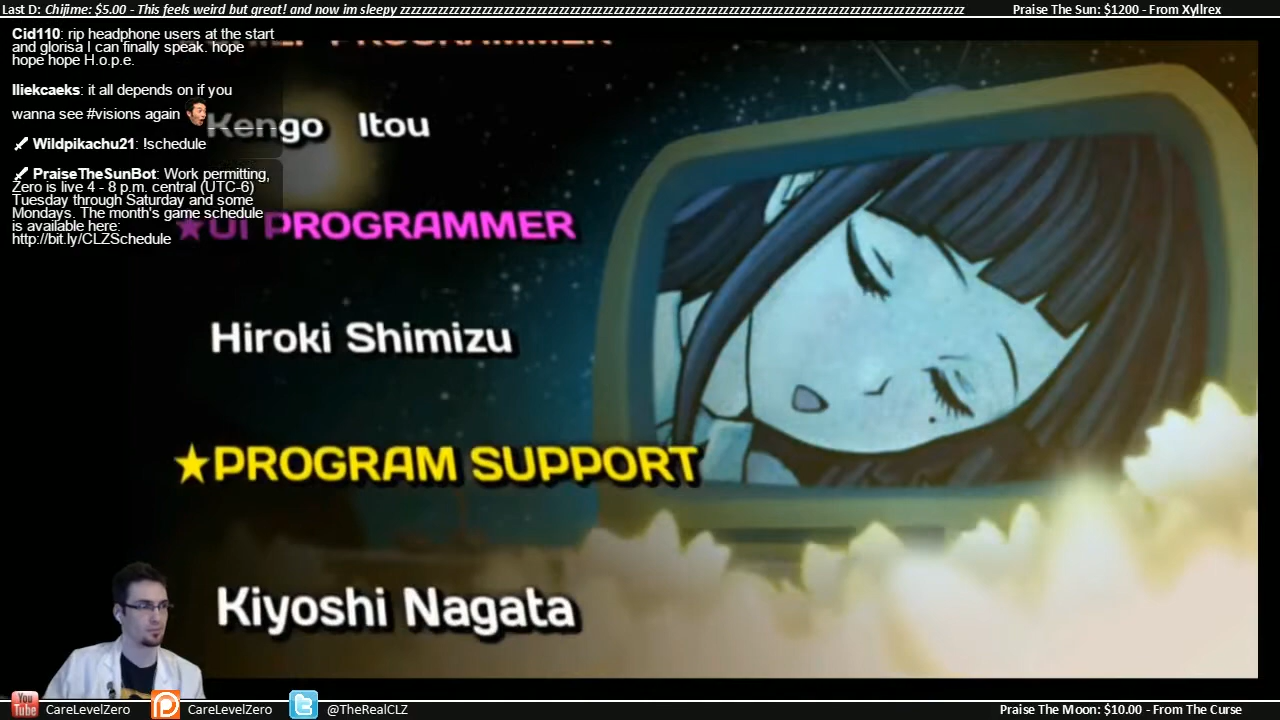 Last D: Chijime: $5.00 - This feels weird but great! and now im sleepy zzzzzzzzzzzzzzzzzzzzzzzzzzzzzzzzzzzzzzzzzzzzzzzzzzzzzzzzzzzzzzzzzzzzzzzzzzzzzzzzzzzzzzzzzzzzzzz
Praise The Sun: $1200 - From Xyllrex
Cid110: rip headphone users at the start
and glorisa I can finally speak. hope
hope hope H.o.p.e.
Iliekcaeks: it all depends on if you
wanna see #visions again
Wildpikachu21: !schedule
PraiseTheSunBot: Work permitting,
Zero is live 4 - 8 p.m. central (UTC-6)
Tuesday through Saturday and some
Mondays. The month's game schedule
is available here:
http://bit.ly/CLZSchedule
PROGRAMMER
Kengo Itou
★UI PROGRAMMER
Hiroki Shimizu
★PROGRAM SUPPORT
Kiyoshi Nagata
You
Tube
CareLevelZero
CareLevelZero
@TheRealCLZ
Praise The Moon: $10.00 - From The Curse